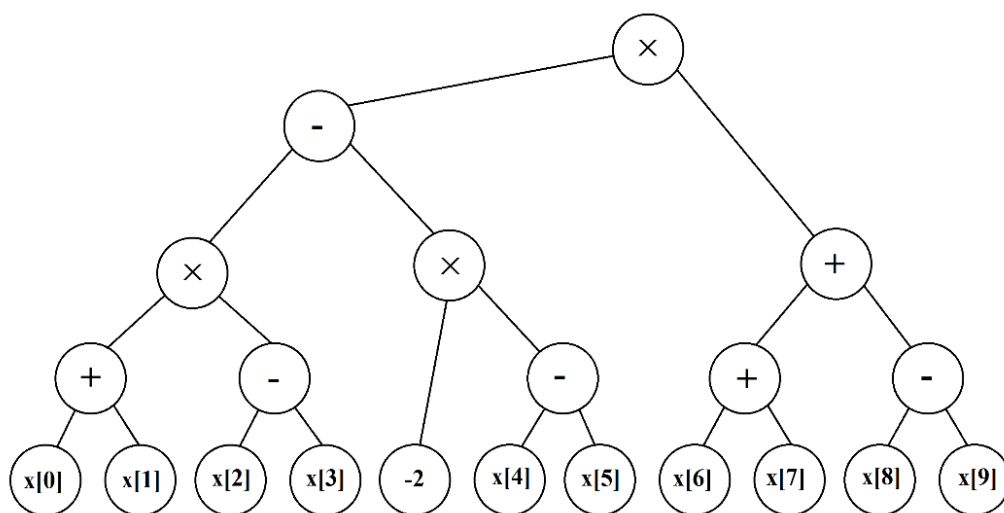 ×
-
× × +
+ - - + -
x[0] x[1] x[2] x[3] -2 x[4] x[5] x[6] x[7] x[8] x[9]